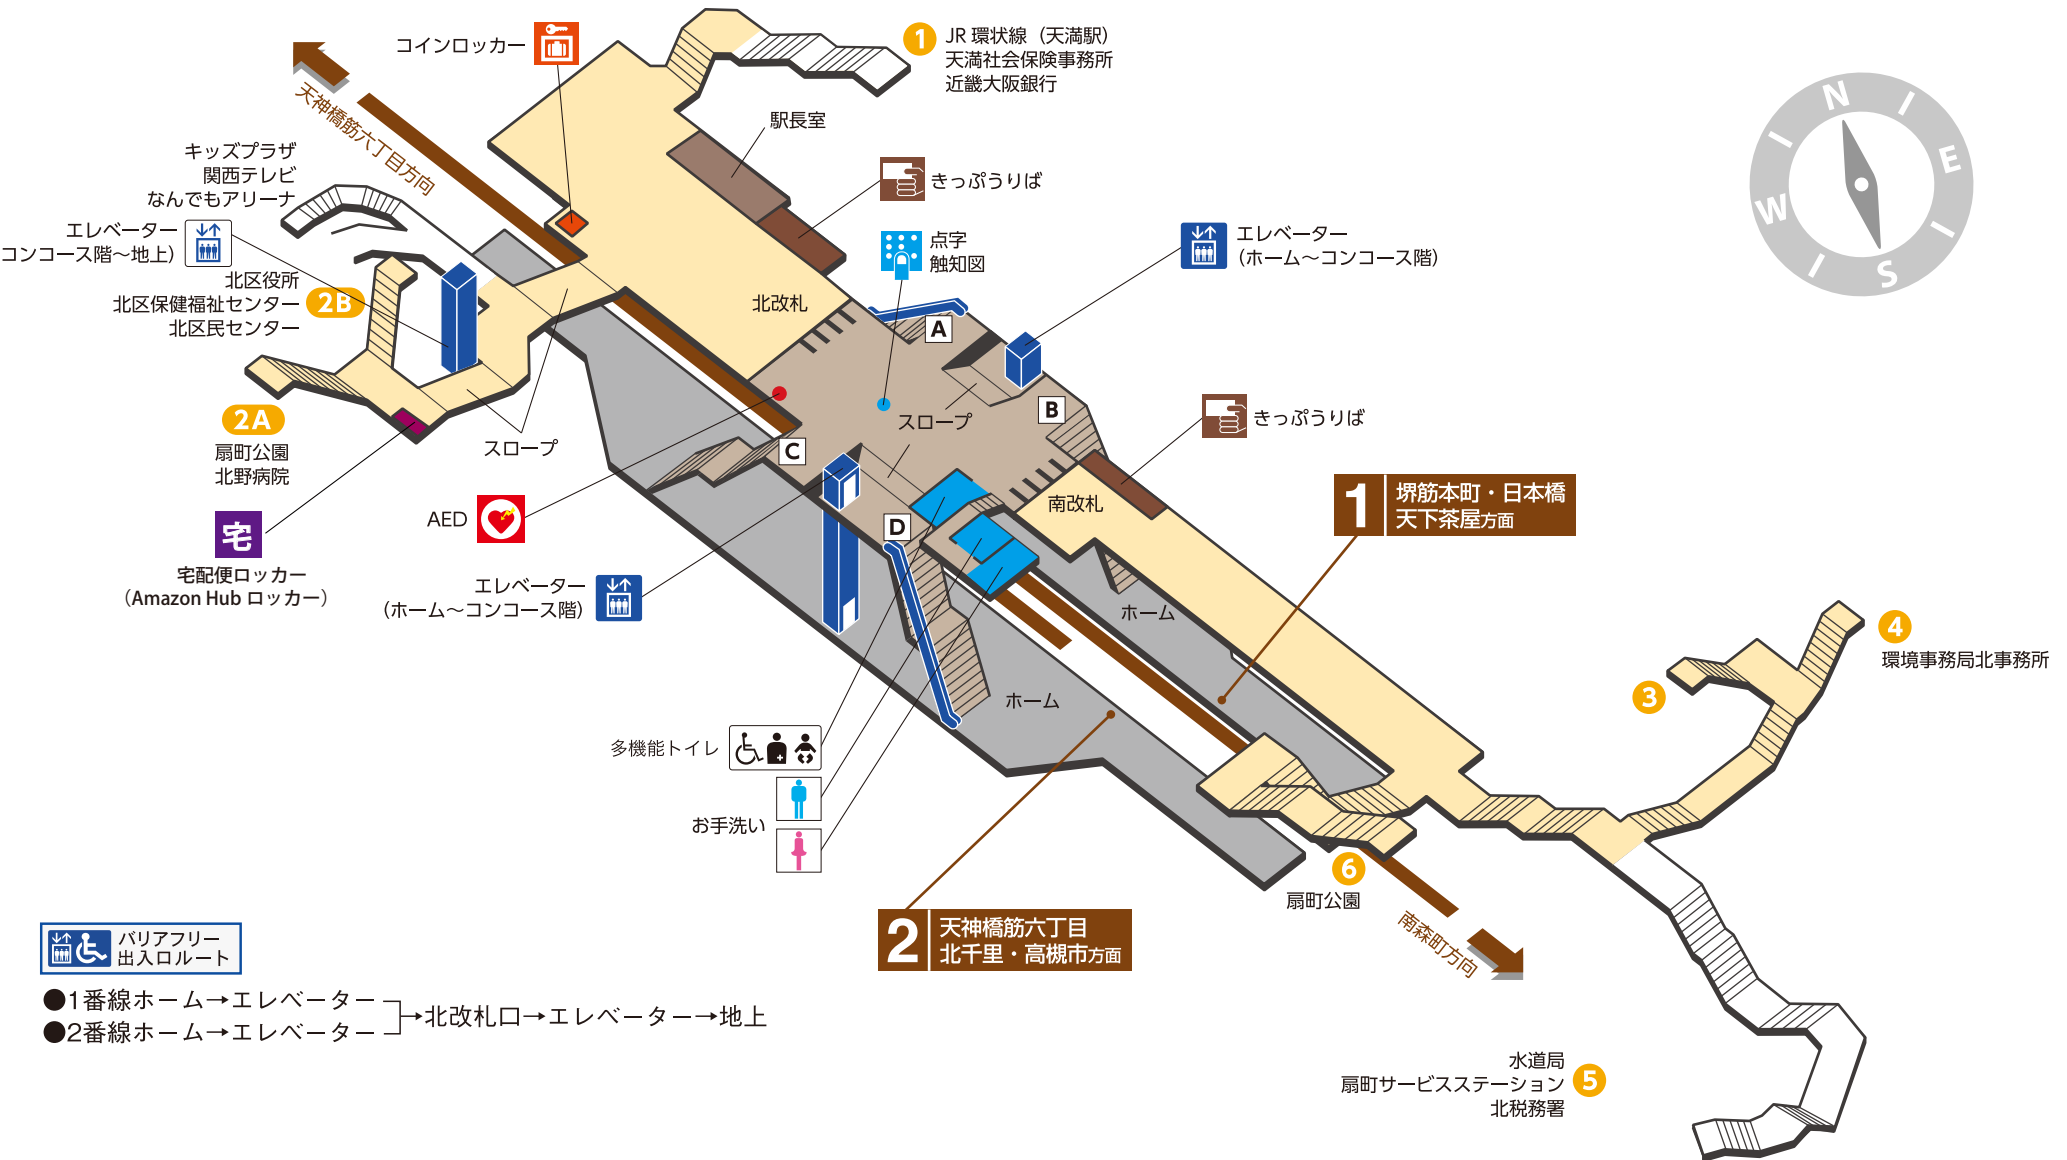 コインロッカー
1
JR 環状線（天満駅）
天満社会保険事務所
近畿大阪銀行
天神橋筋六丁目方向
駅長室
きっぷうりば
N
E
S
W
キッズプラザ
関西テレビ
なんでもアリーナ
エレベーター
コンコース階～地上）
北区役所
北区保健福祉センター
北区民センター
2B
点字
触知図
エレベーター
（ホーム～コンコース階）
北改札
A
B
スロープ
きっぷうりば
2A
扇町公園
北野病院
スロープ
C
D
南改札
1
堺筋本町・日本橋
天下茶屋方面
AED
宅
宅配便ロッカー
（Amazon Hub ロッカー）
エレベーター
（ホーム～コンコース階）
ホーム
ホーム
4
環境事務局北事務所
3
多機能トイレ
お手洗い
6
扇町公園
2
天神橋筋六丁目
北千里・高槻市方面
南森町方向
バリアフリー
出入口ルート
●1番線ホーム→エレベーター
●2番線ホーム→エレベーター
→北改札口→エレベーター→地上
水道局
扇町サービスステーション
北税務署
5